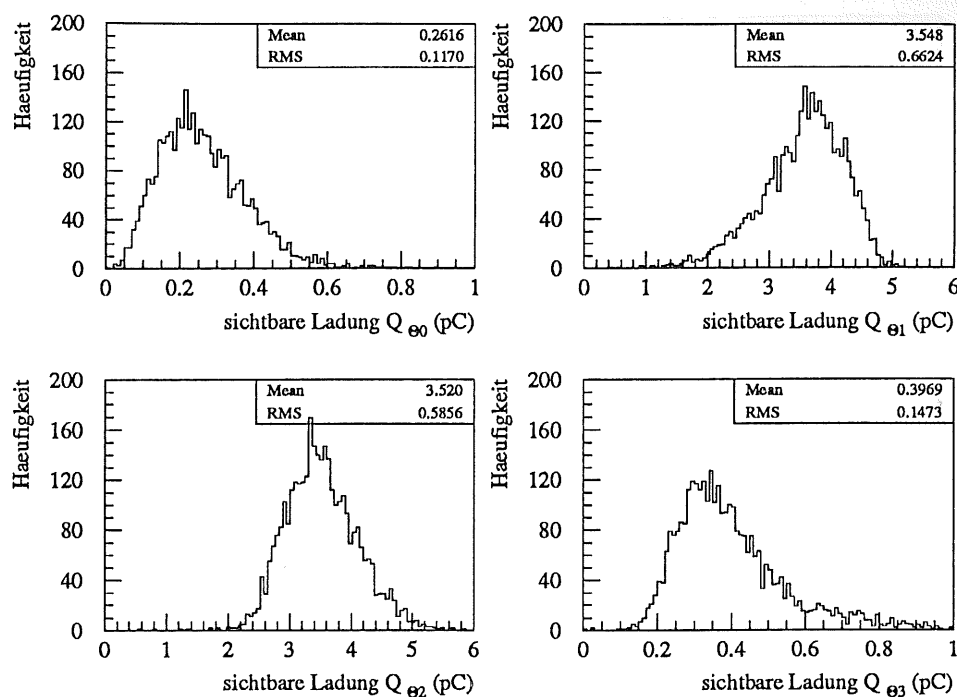 Haeufigkeit
200
160
120
80
40
0
Mean 0.2616
RMS 0.1170
0 0.2 0.4 0.6 0.8 1
sichtbare Ladung Q Θ0 (pC)
Haeufigkeit
200
160
120
80
40
0
Mean 3.548
RMS 0.6624
0 1 2 3 4 5 6
sichtbare Ladung Q Θ1 (pC)
Haeufigkeit
200
160
120
80
40
0
Mean 3.520
RMS 0.5856
0 1 2 3 4 5 6
sichtbare Ladung Q Θ2 (pC)
Haeufigkeit
200
160
120
80
40
0
Mean 0.3969
RMS 0.1473
0 0.2 0.4 0.6 0.8 1
sichtbare Ladung Q Θ3 (pC)